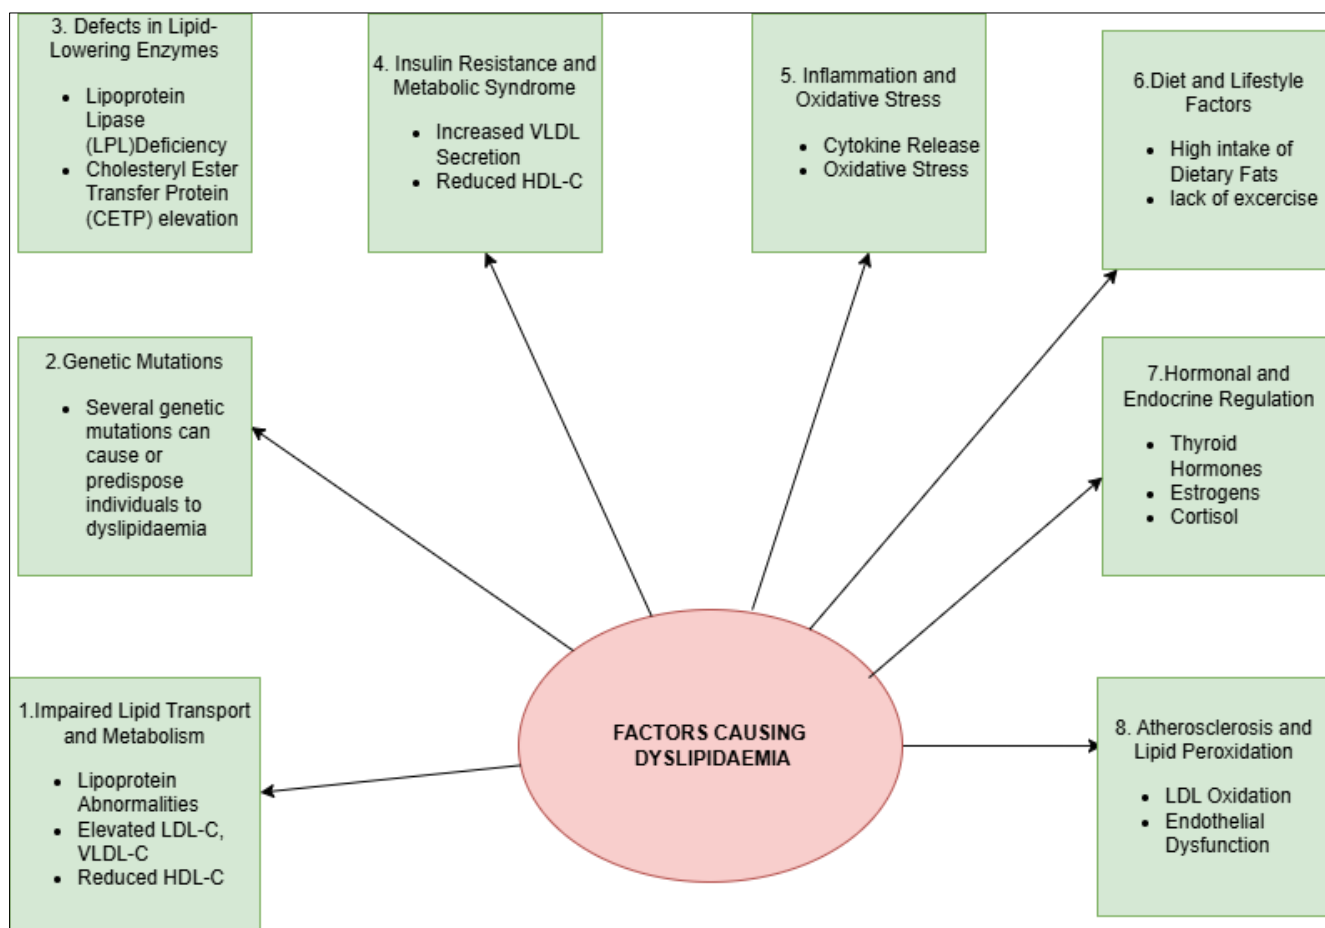 3. Defects in Lipid-
Lowering Enzymes
• Lipoprotein
Lipase
(LPL)Deficiency
• Cholesteryl Ester
Transfer Protein
(CETP) elevation
4. Insulin Resistance and
Metabolic Syndrome
• Increased VLDL
Secretion
• Reduced HDL-C
5. Inflammation and
Oxidative Stress
• Cytokine Release
• Oxidative Stress
6.Diet and Lifestyle
Factors
• High intake of
Dietary Fats
• lack of excercise
2.Genetic Mutations
• Several genetic
mutations can
cause or
predispose
individuals to
dyslipidaemia
7.Hormonal and
Endocrine Regulation
• Thyroid
Hormones
• Estrogens
• Cortisol
1.Impaired Lipid Transport
and Metabolism
• Lipoprotein
Abnormalities
• Elevated LDL-C,
VLDL-C
• Reduced HDL-C
FACTORS CAUSING
DYSLIPIDAEMIA
8. Atherosclerosis and
Lipid Peroxidation
• LDL Oxidation
• Endothelial
Dysfunction